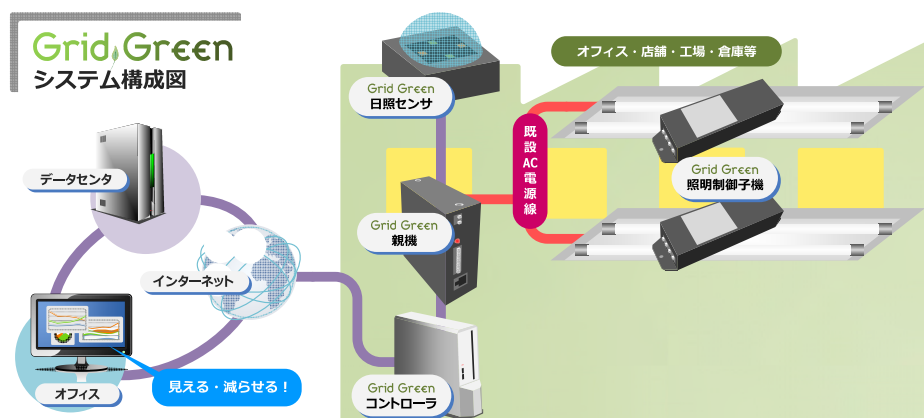 Grid Green
システム構成図
オフィス・店舗・工場・倉庫等
Grid Green
日照センサ
既設AC電源線
Grid Green
照明制御子機
データセンタ
Grid Green
親機
インターネット
オフィス
見える・減らせる！
Grid Green
コントローラ